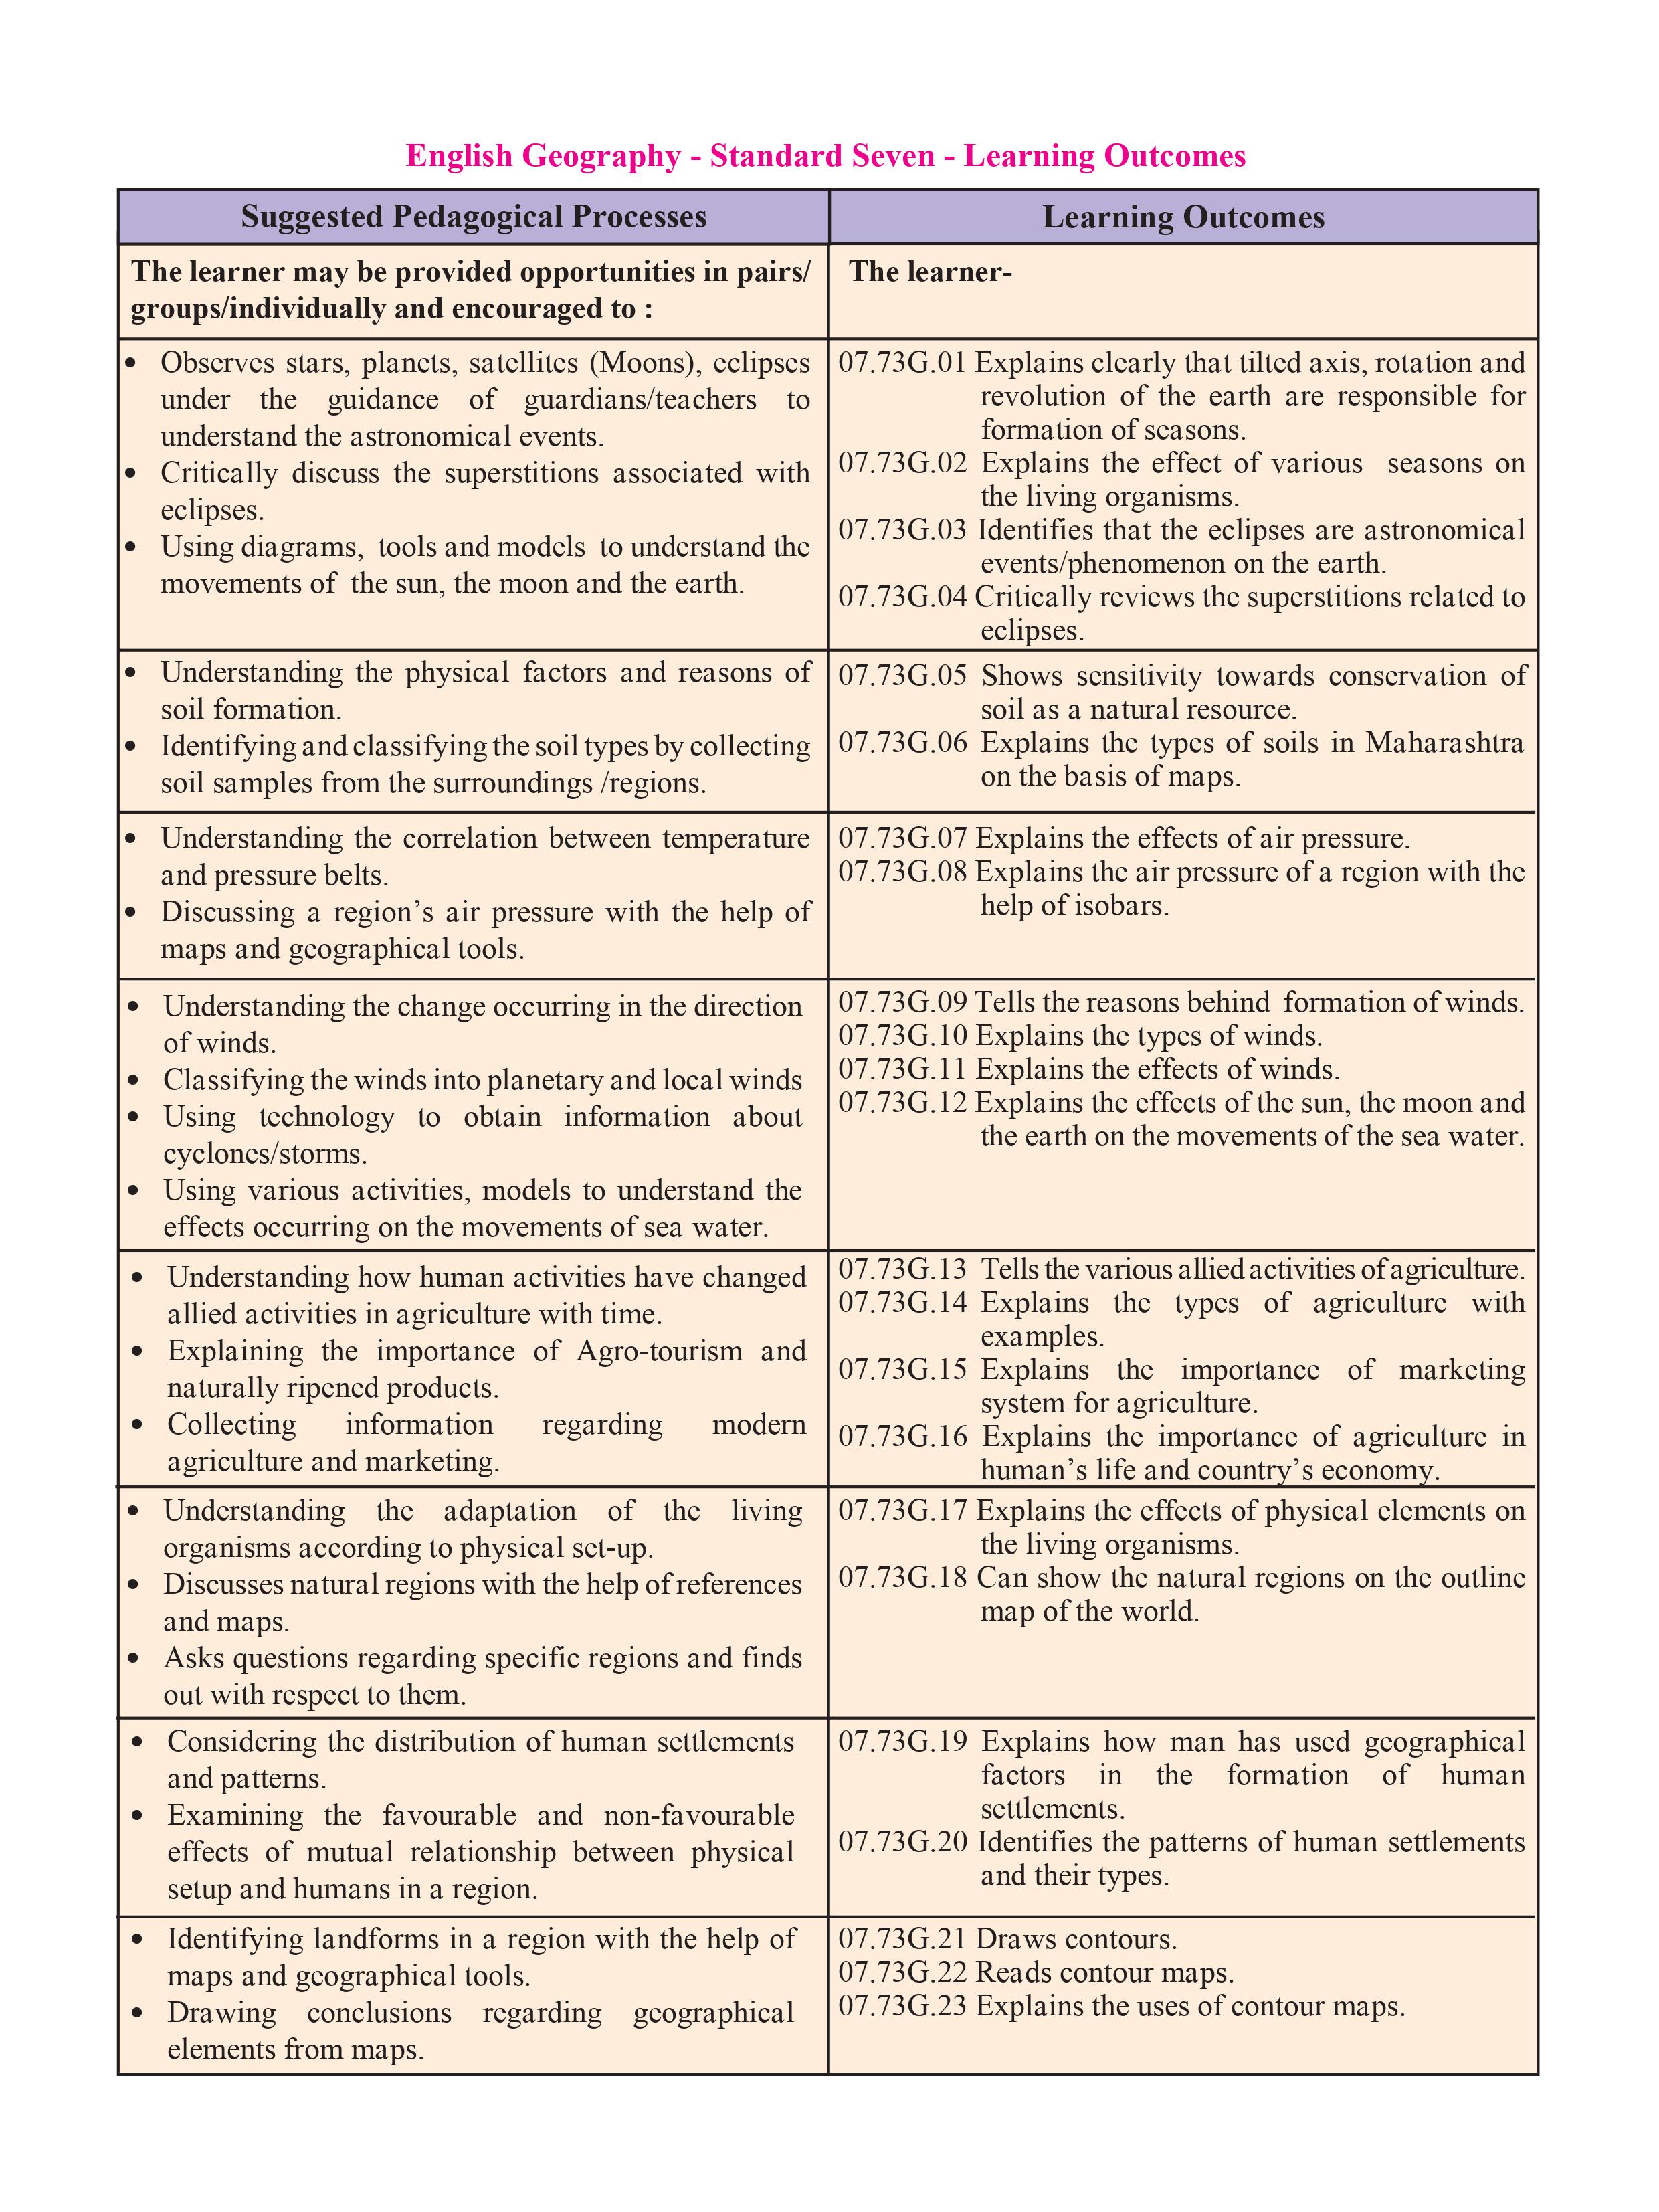 English Geography - Standard Seven - Learning Outcomes
Suggested Pedagogical Processes
Learning Outcomes
The learner may be provided opportunities in pairs/
groups/individually and encouraged to :
The learner-
• Observes stars, planets, satellites (Moons), eclipses
under the guidance of guardians/teachers to
understand the astronomical events.
• Critically discuss the superstitions associated with
eclipses.
• Using diagrams, tools and models to understand the
movements of the sun, the moon and the earth.
07.73G.01 Explains clearly that tilted axis, rotation and
revolution of the earth are responsible for
formation of seasons.
07.73G.02 Explains the effect of various seasons on
the living organisms.
07.73G.03 Identifies that the eclipses are astronomical
events/phenomenon on the earth.
07.73G.04 Critically reviews the superstitions related to
eclipses.
• Understanding the physical factors and reasons of
soil formation.
• Identifying and classifying the soil types by collecting
soil samples from the surroundings /regions.
07.73G.05 Shows sensitivity towards conservation of
soil as a natural resource.
07.73G.06 Explains the types of soils in Maharashtra
on the basis of maps.
• Understanding the correlation between temperature
and pressure belts.
• Discussing a region’s air pressure with the help of
maps and geographical tools.
07.73G.07 Explains the effects of air pressure.
07.73G.08 Explains the air pressure of a region with the
help of isobars.
• Understanding the change occurring in the direction
of winds.
• Classifying the winds into planetary and local winds
• Using technology to obtain information about
cyclones/storms.
• Using various activities, models to understand the
effects occurring on the movements of sea water.
07.73G.09 Tells the reasons behind formation of winds.
07.73G.10 Explains the types of winds.
07.73G.11 Explains the effects of winds.
07.73G.12 Explains the effects of the sun, the moon and
the earth on the movements of the sea water.
• Understanding how human activities have changed
allied activities in agriculture with time.
• Explaining the importance of Agro-tourism and
naturally ripened products.
• Collecting information regarding modern
agriculture and marketing.
07.73G.13 Tells the various allied activities of agriculture.
07.73G.14 Explains the types of agriculture with
examples.
07.73G.15 Explains the importance of marketing
system for agriculture.
07.73G.16 Explains the importance of agriculture in
human’s life and country’s economy.
• Understanding the adaptation of the living
organisms according to physical set-up.
• Discusses natural regions with the help of references
and maps.
• Asks questions regarding specific regions and finds
out with respect to them.
07.73G.17 Explains the effects of physical elements on
the living organisms.
07.73G.18 Can show the natural regions on the outline
map of the world.
• Considering the distribution of human settlements
and patterns.
• Examining the favourable and non-favourable
effects of mutual relationship between physical
setup and humans in a region.
07.73G.19 Explains how man has used geographical
factors in the formation of human
settlements.
07.73G.20 Identifies the patterns of human settlements
and their types.
• Identifying landforms in a region with the help of
maps and geographical tools.
• Drawing conclusions regarding geographical
elements from maps.
07.73G.21 Draws contours.
07.73G.22 Reads contour maps.
07.73G.23 Explains the uses of contour maps.